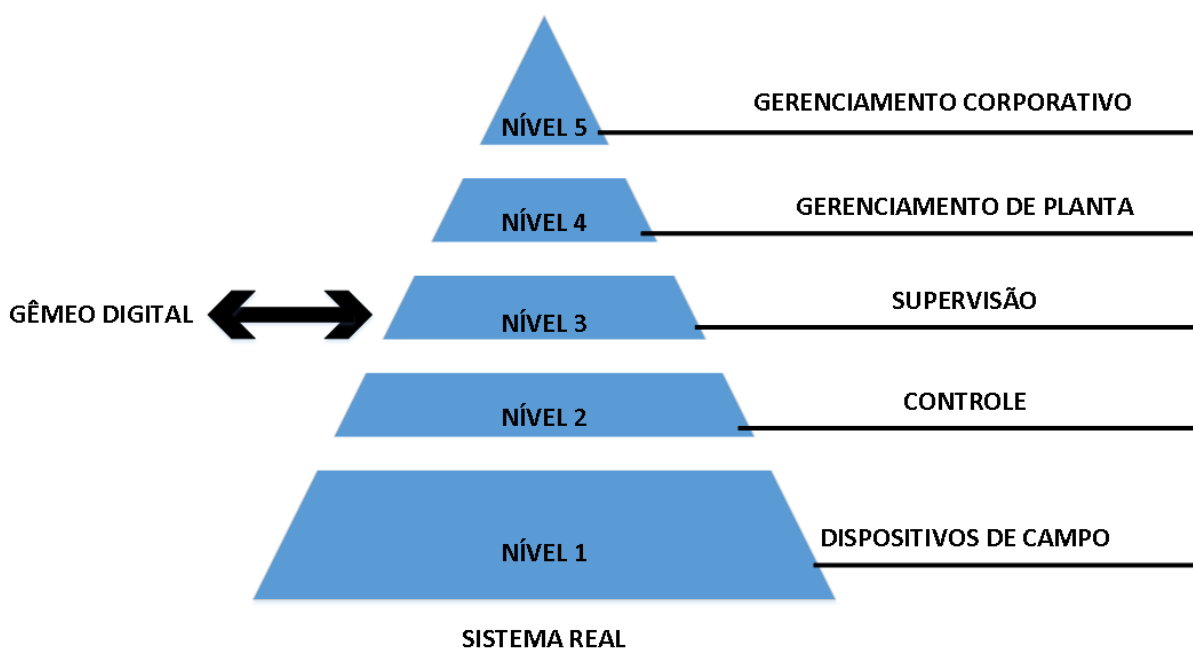 GERENCIAMENTO CORPORATIVO
NÍVEL 5
GERENCIAMENTO DE PLANTA
NÍVEL 4
SUPERVISÃO
GÊMEO DIGITAL
NÍVEL 3
CONTROLE
NÍVEL 2
DISPOSITIVOS DE CAMPO
NÍVEL 1
SISTEMA REAL